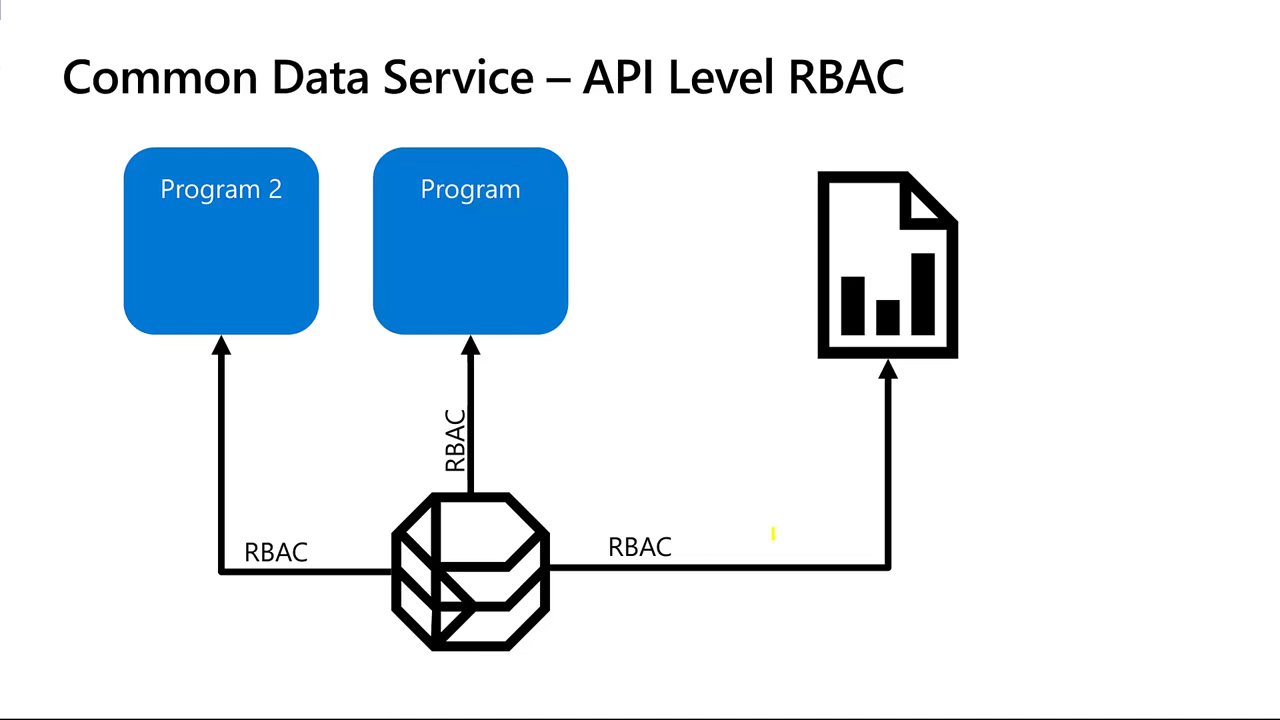 Common Data Service – API Level RBAC
Program 2
Program
RBAC
RBAC
RBAC